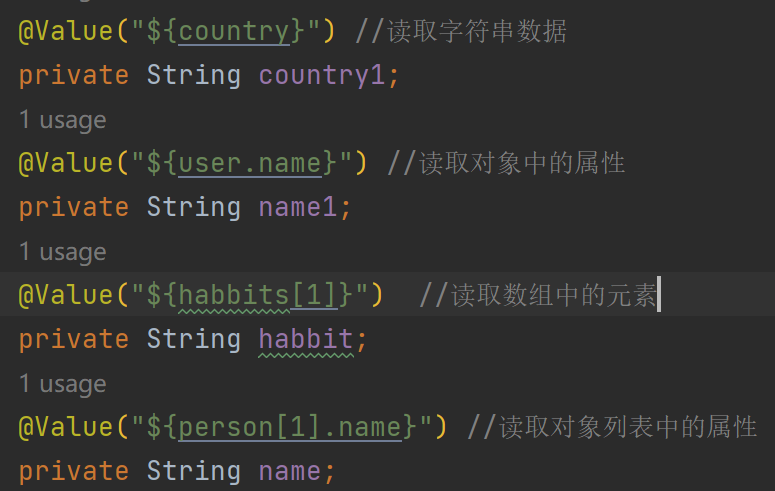 @Value("${country}") //读取字符串数据
private String country1;
1 usage
@Value("${user.name}") //读取对象中的属性
private String name1;
1 usage
@Value("${habbits[1]}") //读取数组中的元素
private String habbit;
1 usage
@Value("${person[1].name}") //读取对象列表中的属性
private String name;